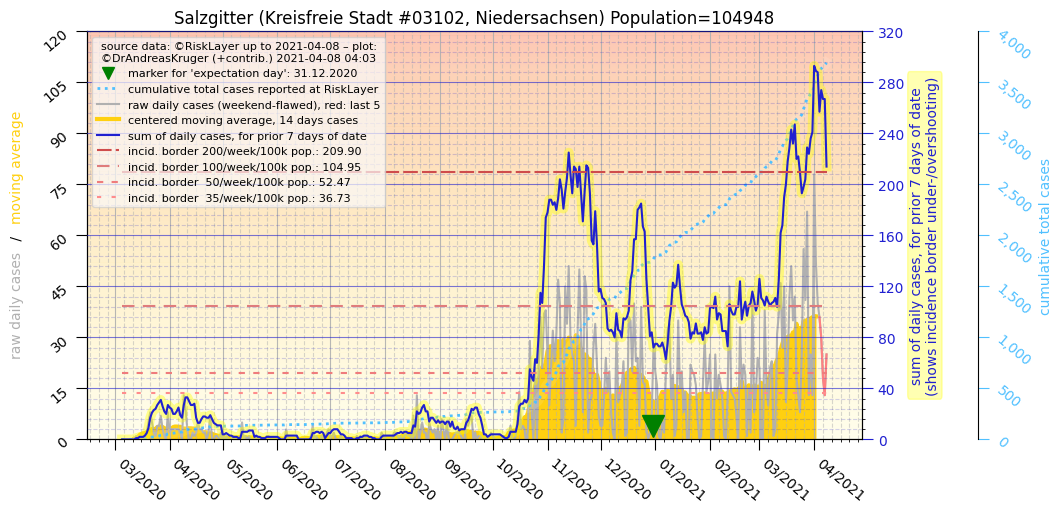 Salzgitter (Kreisfreie Stadt #03102, Niedersachsen) Population=104948
source data: ©RiskLayer up to 2021-04-08 – plot:
©DrAndreasKruger (+contrib.) 2021-04-08 04:03
marker for 'expectation day': 31.12.2020
cumulative total cases reported at RiskLayer
raw daily cases (weekend-flawed), red: last 5
centered moving average, 14 days cases
sum of daily cases, for prior 7 days of date
incid. border 200/week/100k pop.: 209.90
incid. border 100/week/100k pop.: 104.95
incid. border  50/week/100k pop.: 52.47
incid. border  35/week/100k pop.: 36.73
raw daily cases / moving average
120
105
90
75
60
45
30
15
0
03/2020
04/2020
05/2020
06/2020
07/2020
08/2020
09/2020
10/2020
11/2020
12/2020
01/2021
02/2021
03/2021
04/2021
320
280
240
200
160
120
80
40
0
sum of daily cases, for prior 7 days of date
(shows incidence border under-/overshooting)
4,000
3,500
3,000
2,500
2,000
1,500
1,000
500
0
cumulative total cases